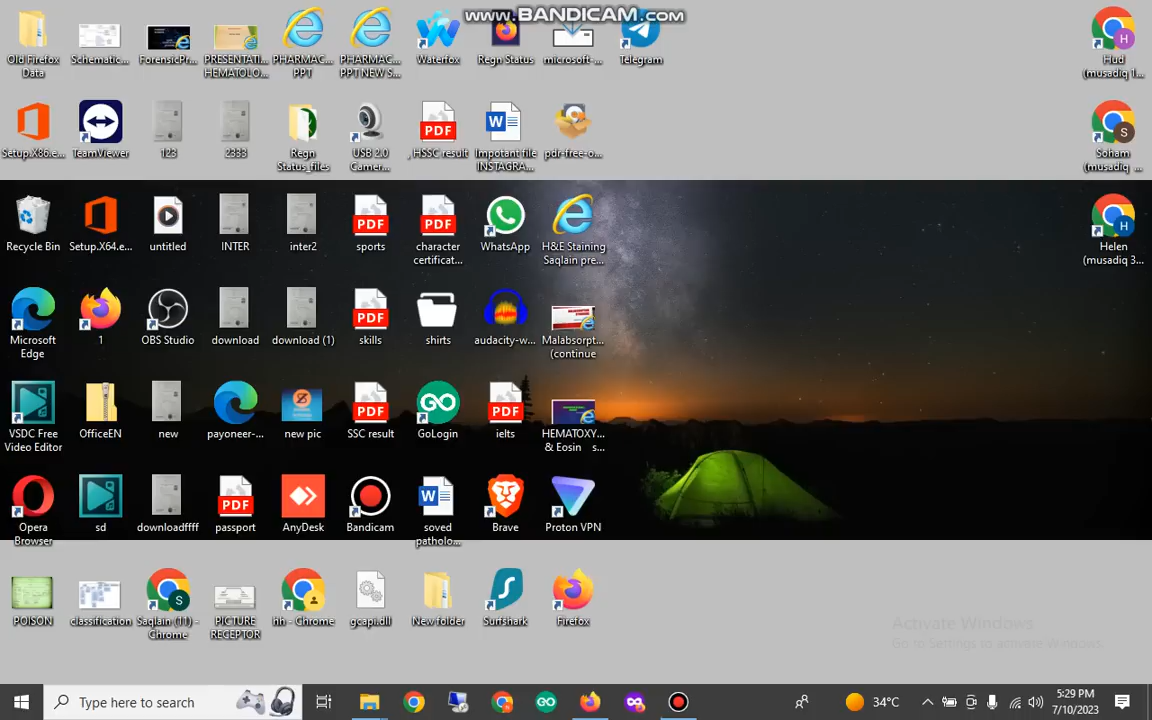 www.BANDICAM.com
Old Firefox
Data
Schematic...
ForensicPr...
PRESENTATI...
HEMATOLO...
PHARMAC...
PPT
PHARMAC...
PPT NEW S...
Waterfox
Regn Status
microsoft-...
Telegram
Hud
(musadiq 1...
Setup.X86.e...
TeamViewer
123
2333
Regn
Status_files
USB 2.0
Camer...
, HSSC result
Impotant file
INSTAGRA...
pdr-free-o...
Soham
(musadiq ...
Recycle Bin
Setup.X64.e...
untitled
INTER
inter2
sports
character
certificat...
WhatsApp
H&E Staining
Saqlain pre...
Helen
(musadiq 3...
Microsoft
Edge
1
OBS Studio
download
download (1)
skills
shirts
audacity-w...
Malabsorpt...
(continue
VSDC Free
Video Editor
OfficeEN
new
payoneer-...
new pic
SSC result
GoLogin
ielts
HEMATOXY...
& Eosin s...
Opera
Browser
sd
downloadffff
passport
AnyDesk
Bandicam
soved
patholo...
Brave
Proton VPN
POISON
classification
Saqlain (11) -
Chrome
PICTURE
RECEPTOR
hh - Chrome
gcapi.dll
New folder
Surfshark
Firefox
Activate Windows
Go to Settings to activate Windows.
Type here to search
34°C
5:29 PM
7/10/2023